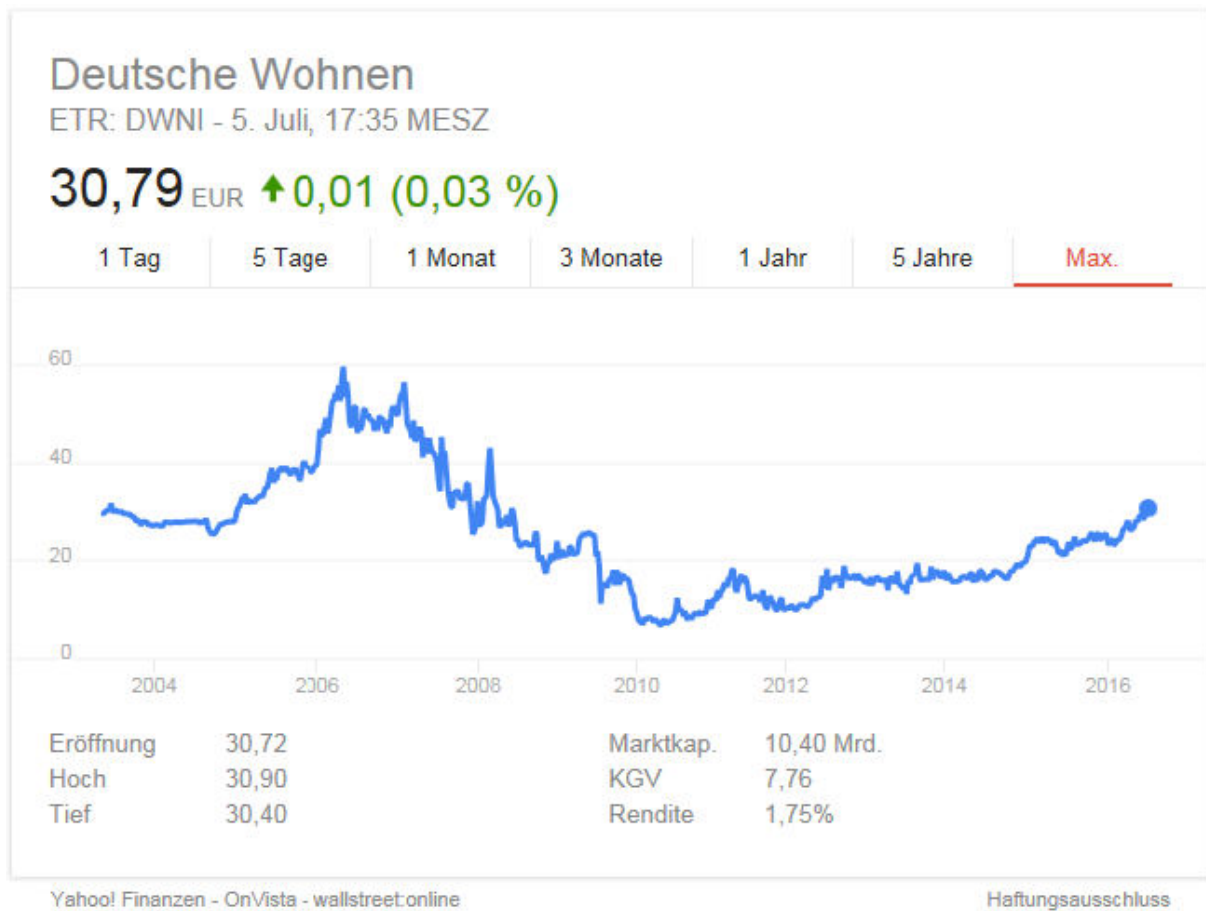 Deutsche Wohnen
ETR: DWNI - 5. Juli, 17:35 MESZ
30,79 EUR 0,01 (0,03 %)
1 Tag 5 Tage 1 Monat 3 Monate 1 Jahr 5 Jahre Max.
60
40
20
0
2004 2006 2008 2010 2012 2014 2016
Eröffnung 30,72 Marktkap. 10,40 Mrd.
Hoch 30,90 KGV 7,76
Tief 30,40 Rendite 1,75%
Yahoo! Finanzen - OnVista - wallstreet:online Haftungsausschluss